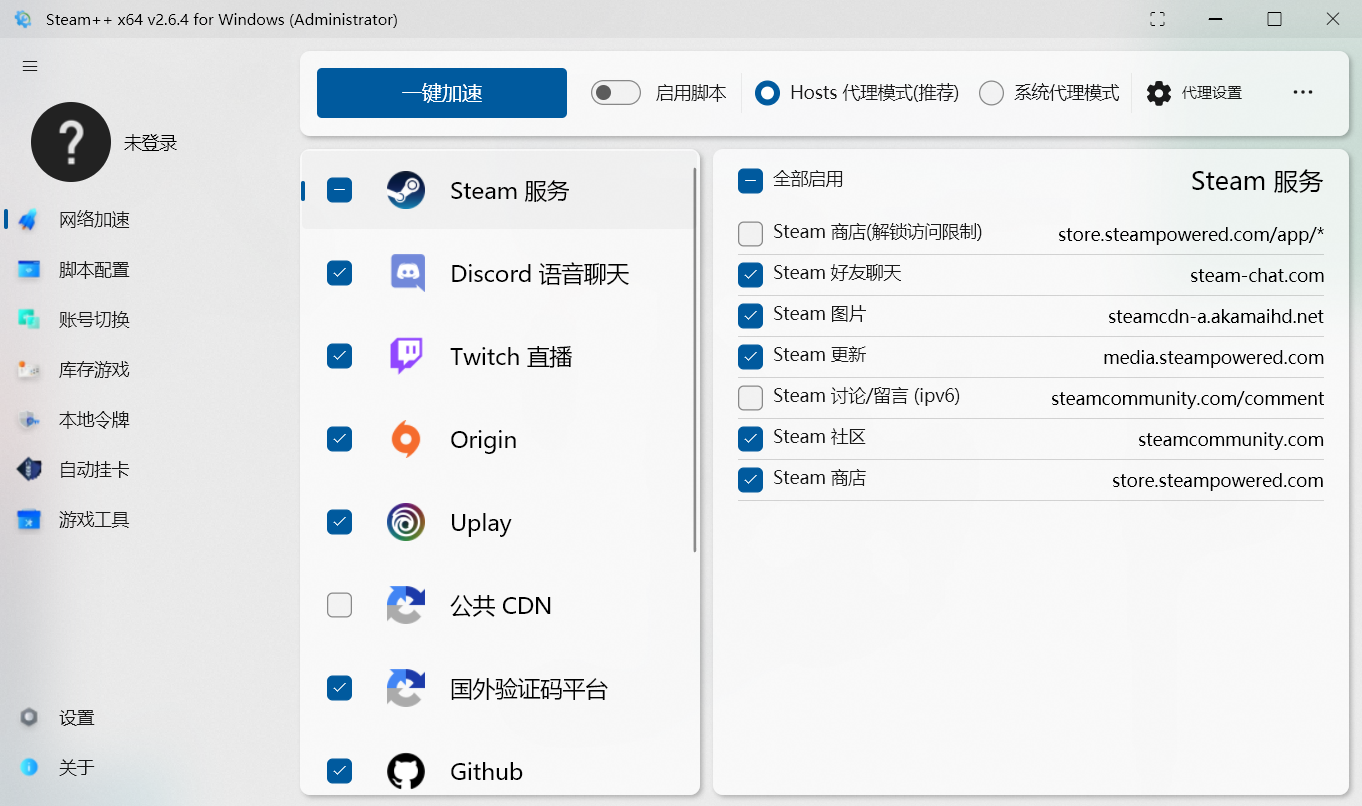 Steam++ x64 v2.6.4 for Windows (Administrator)
未登录
网络加速
脚本配置
账号切换
库存游戏
本地令牌
自动挂卡
游戏工具
设置
关于
一键加速
启用脚本
Hosts 代理模式(推荐)
系统代理模式
代理设置
Steam 服务
Discord 语音聊天
Twitch 直播
Origin
Uplay
公共 CDN
国外验证码平台
Github
全部启用
Steam 服务
Steam 商店(解锁访问限制) store.steampowered.com/app/*
Steam 好友聊天 steam-chat.com
Steam 图片 steamcdn-a.akamaihd.net
Steam 更新 media.steampowered.com
Steam 讨论/留言 (ipv6) steamcommunity.com/comment
Steam 社区 steamcommunity.com
Steam 商店 store.steampowered.com